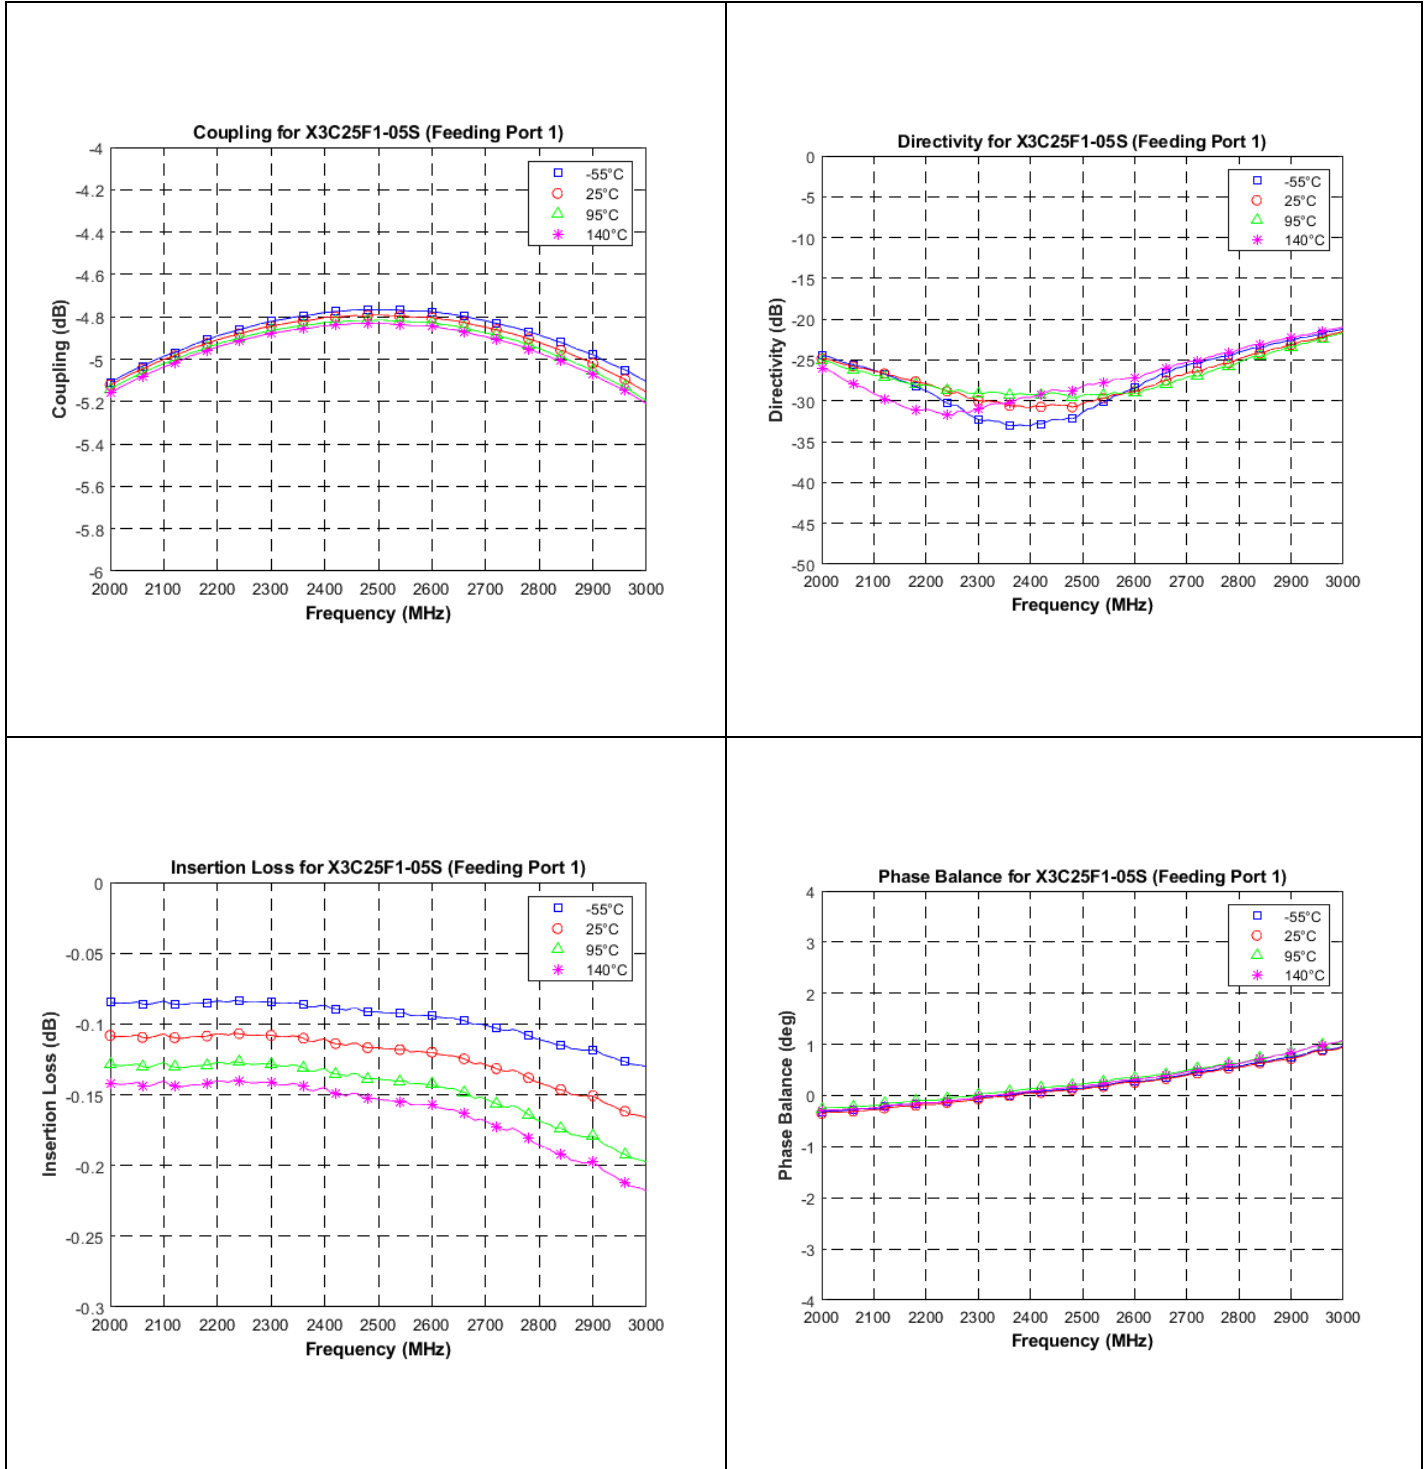 Coupling for X3C25F1-05S (Feeding Port 1)
-4
-4.2
-4.4
-4.6
-4.8
-5
-5.2
-5.4
-5.6
-5.8
-6
Coupling (dB)
-55°C
25°C
95°C
140°C
2000 2100 2200 2300 2400 2500 2600 2700 2800 2900 3000
Frequency (MHz)
Directivity for X3C25F1-05S (Feeding Port 1)
0
-5
-10
-15
-20
-25
-30
-35
-40
-45
-50
Directivity (dB)
-55°C
25°C
95°C
140°C
2000 2100 2200 2300 2400 2500 2600 2700 2800 2900 3000
Frequency (MHz)
Insertion Loss for X3C25F1-05S (Feeding Port 1)
0
-0.05
-0.1
-0.15
-0.2
-0.25
-0.3
Insertion Loss (dB)
-55°C
25°C
95°C
140°C
2000 2100 2200 2300 2400 2500 2600 2700 2800 2900 3000
Frequency (MHz)
Phase Balance for X3C25F1-05S (Feeding Port 1)
4
3
2
1
0
-1
-2
-3
-4
Phase Balance (deg)
-55°C
25°C
95°C
140°C
2000 2100 2200 2300 2400 2500 2600 2700 2800 2900 3000
Frequency (MHz)